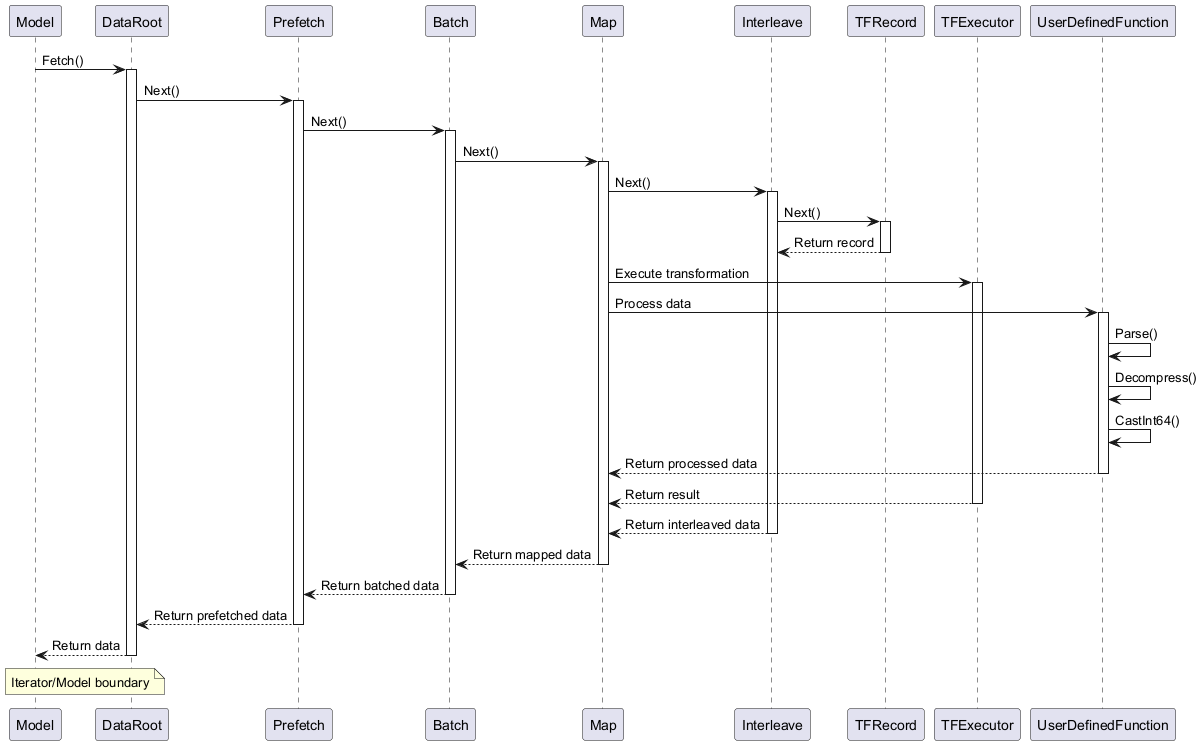 Model DataRoot Prefetch Batch Map Interleave TFRecord TFExecutor UserDefinedFunction
Fetch()
Next()
Next()
Next()
Next()
Next()
Return record
Execute transformation
Process data
Parse()
Decompress()
CastInt64()
Return processed data
Return result
Return interleaved data
Return mapped data
Return batched data
Return prefetched data
Return data
Iterator/Model boundary
Model DataRoot Prefetch Batch Map Interleave TFRecord TFExecutor UserDefinedFunction